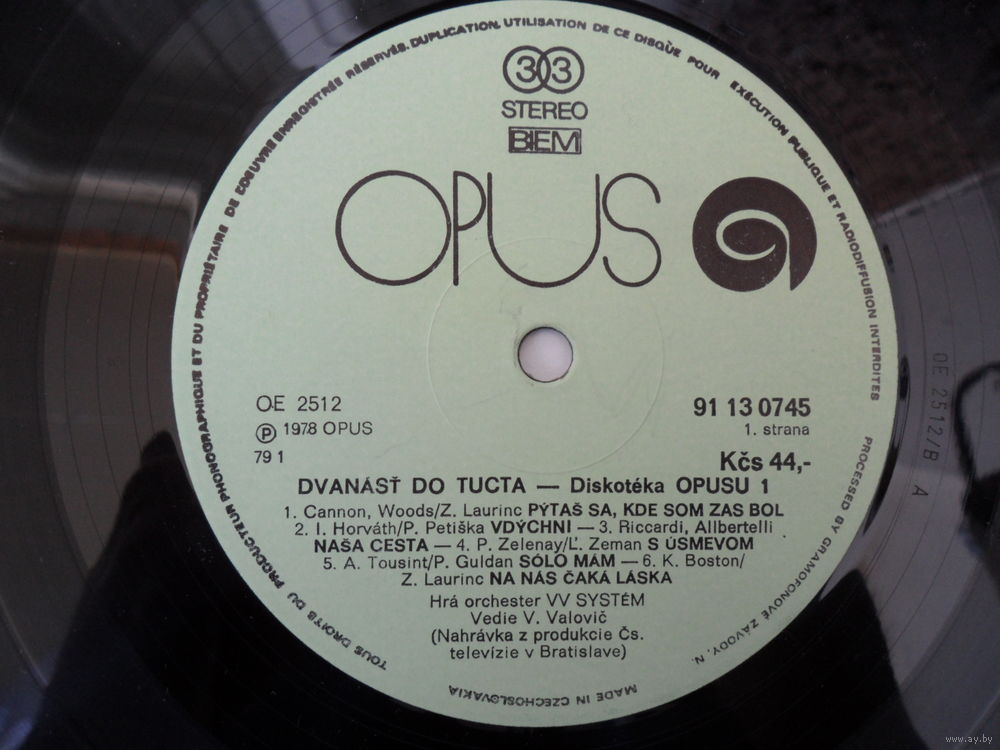 TOUS DROITS DU PRODUCTEUR PHONOGRAPHIQUE ET DU PROPRIÉTAIRE DE L'OEUVRE ENREGISTRÉE RÉSERVÉS. DUPLICATION, UTILISATION DE CE DISQUE POUR EXÉCUTION PUBLIQUE ET RADIODIFFUSION INTERDITES
33
STEREO
BIEM
OPUS
OE 2512
91 13 0745
Ⓟ 1978 OPUS
1. strana
79 1
Kčs 44,-
DVANÁSŤ DO TUCTA — Diskotéka OPUSU 1
1. Cannon, Woods/Z. Laurinc PÝTAŠ SA, KDE SOM ZAS BOL
2. I. Horváth/P. Petiška VDÝCHNI — 3. Riccardi, Allbertelli
NAŠA CESTA — 4. P. Zelenay/Ľ. Zeman S ÚSMEVOM
5. A. Tousint/P. Guldan SÓLO MÁM — 6. K. Boston/
Z. Laurinc NA NÁS ČAKÁ LÁSKA
Hrá orchester VV SYSTÉM
Vedie V. Valovič
(Nahrávka z produkcie Čs.
televízie v Bratislave)
PROCESSED BY GRAMOFONOVÉ ZÁVODY, N.
MADE IN CZECHOSLOVAKIA
OE 2512/B A
www.ay.by